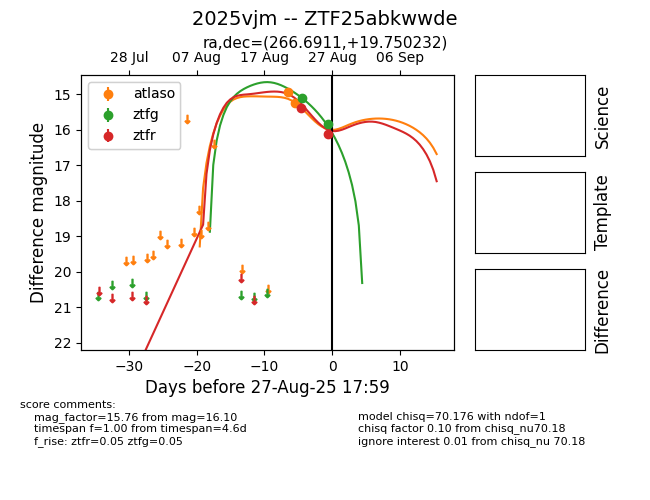 2025vjm -- ZTF25abkwwde
ra,dec=(266.6911,+19.750232)
28 Jul 07 Aug 17 Aug 27 Aug 06 Sep
atlaso
ztfg
ztfr
15
16
17
18
19
20
21
22
Difference magnitude
−30 −20 −10 0 10
Days before 27-Aug-25 17:59
Science
Template
Difference
score comments:
mag_factor=15.76 from mag=16.10
timespan f=1.00 from timespan=4.6d
f_rise: ztfr=0.05 ztfg=0.05
model chisq=70.176 with ndof=1
chisq factor 0.10 from chisq_nu70.18
ignore interest 0.01 from chisq_nu 70.18